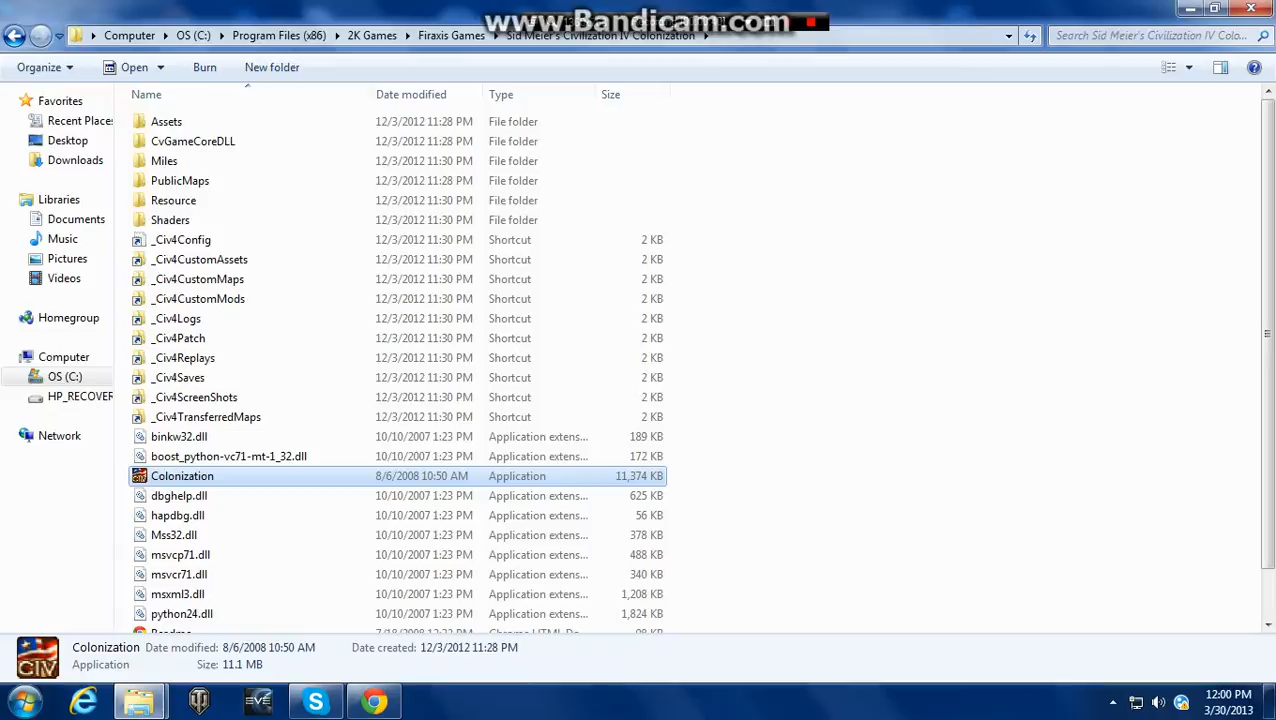 www.Bandicam.com
Computer OS (C:) Program Files (x86) 2K Games Firaxis Games Sid Meier's Civilization IV Colonization Search Sid Meier's Civilization IV Colo...
Organize Open Burn New folder
Name Date modified Type Size
Favorites
Recent Places
Desktop
Downloads
Libraries
Documents
Music
Pictures
Videos
Homegroup
Computer
OS (C:)
HP_RECOVER
Network
Assets 12/3/2012 11:28 PM File folder
CvGameCoreDLL 12/3/2012 11:28 PM File folder
Miles 12/3/2012 11:30 PM File folder
PublicMaps 12/3/2012 11:28 PM File folder
Resource 12/3/2012 11:30 PM File folder
Shaders 12/3/2012 11:30 PM File folder
_Civ4Config 12/3/2012 11:30 PM Shortcut 2 KB
_Civ4CustomAssets 12/3/2012 11:30 PM Shortcut 2 KB
_Civ4CustomMaps 12/3/2012 11:30 PM Shortcut 2 KB
_Civ4CustomMods 12/3/2012 11:30 PM Shortcut 2 KB
_Civ4Logs 12/3/2012 11:30 PM Shortcut 2 KB
_Civ4Patch 12/3/2012 11:30 PM Shortcut 2 KB
_Civ4Replays 12/3/2012 11:30 PM Shortcut 2 KB
_Civ4Saves 12/3/2012 11:30 PM Shortcut 2 KB
_Civ4ScreenShots 12/3/2012 11:30 PM Shortcut 2 KB
_Civ4TransferredMaps 12/3/2012 11:30 PM Shortcut 2 KB
binkw32.dll 10/10/2007 1:23 PM Application extens... 189 KB
boost_python-vc71-mt-1_32.dll 10/10/2007 1:23 PM Application extens... 172 KB
Colonization 8/6/2008 10:50 AM Application 11,374 KB
dbghelp.dll 10/10/2007 1:23 PM Application extens... 625 KB
hapdbg.dll 10/10/2007 1:23 PM Application extens... 56 KB
Mss32.dll 10/10/2007 1:23 PM Application extens... 378 KB
msvcp71.dll 10/10/2007 1:23 PM Application extens... 488 KB
msvcr71.dll 10/10/2007 1:23 PM Application extens... 340 KB
msxml3.dll 10/10/2007 1:23 PM Application extens... 1,208 KB
python24.dll 10/10/2007 1:23 PM Application extens... 1,824 KB
Colonization Date modified: 8/6/2008 10:50 AM Date created: 12/3/2012 11:28 PM
Application Size: 11.1 MB
CIV
EVE
12:00 PM
3/30/2013